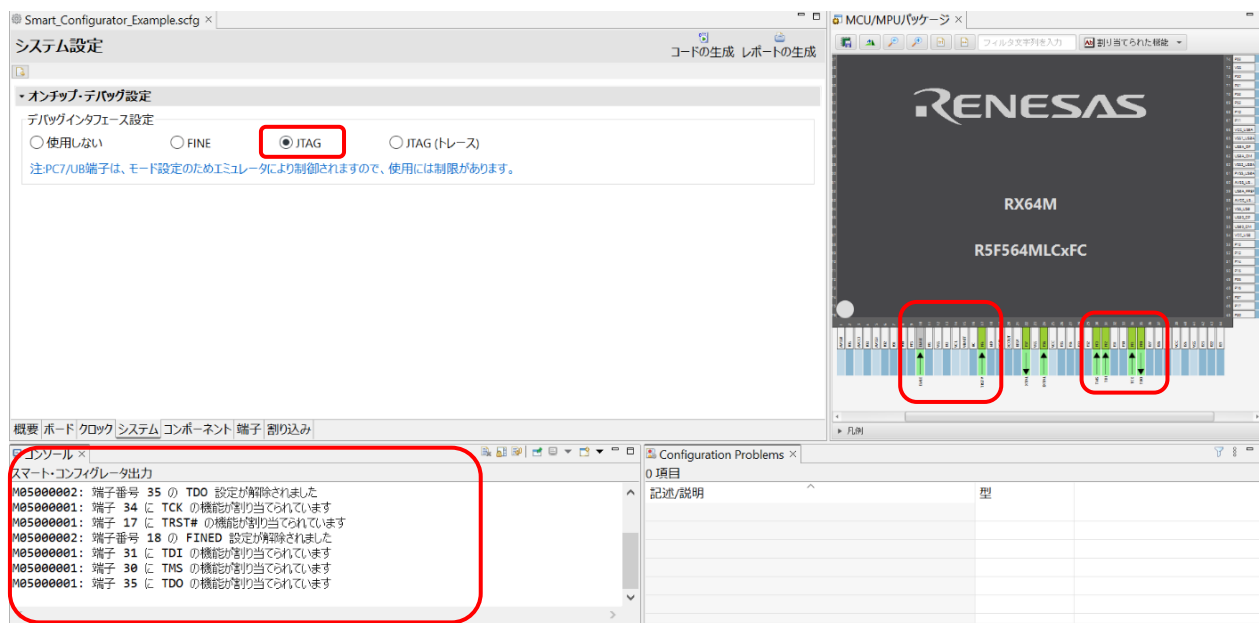 Smart_Configurator_Example.scfg
システム設定
コードの生成 レポートの生成
オンチップ・デバッグ設定
デバッグインタフェース設定
使用しない FINE JTAG JTAG (トレース)
注:PC7/UB端子は、モード設定のためエミュレータにより制御されますので、使用には制限があります。
概要 ボード クロック システム コンポーネント 端子 割り込み
MCU/MPUパッケージ
フィルタ文字列を入力 割り当てられた機能
RENESAS
RX64M
R5F564MLCxFC
凡例
コンソール
スマート・コンフィグレータ出力
M05000002: 端子番号 35 の TDO 設定が解除されました
M05000001: 端子 34 に TCK の機能が割り当てられています
M05000001: 端子 17 に TRST# の機能が割り当てられています
M05000002: 端子番号 18 の FINED 設定が解除されました
M05000001: 端子 31 に TDI の機能が割り当てられています
M05000001: 端子 30 に TMS の機能が割り当てられています
M05000001: 端子 35 に TDO の機能が割り当てられています
Configuration Problems
0 項目
記述/説明 型